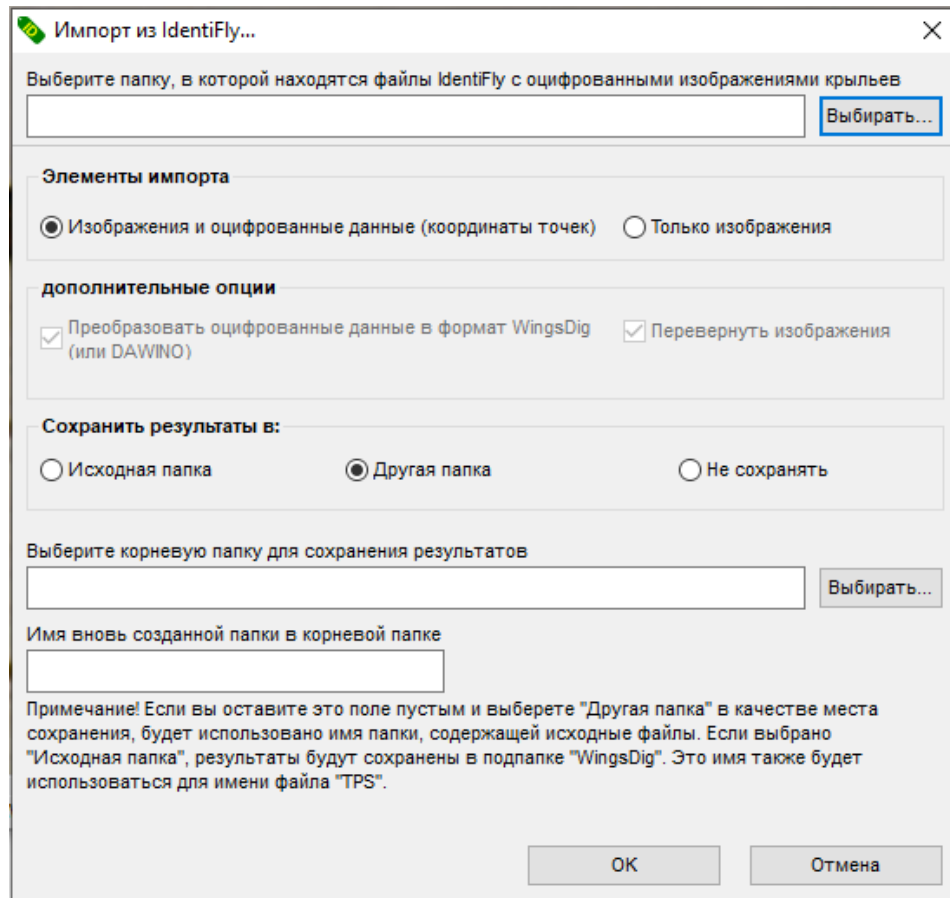 Импорт из IdentiFly...
Выберите папку, в которой находятся файлы IdentiFly с оцифрованными изображениями крыльев
Выбирать...
Элементы импорта
Изображения и оцифрованные данные (координаты точек)
Только изображения
дополнительные опции
Преобразовать оцифрованные данные в формат WingsDig
(или DAWINO)
Перевернуть изображения
Сохранить результаты в:
Исходная папка
Другая папка
Не сохранять
Выберите корневую папку для сохранения результатов
Выбирать...
Имя вновь созданной папки в корневой папке
Примечание! Если вы оставите это поле пустым и выберете "Другая папка" в качестве места
сохранения, будет использовано имя папки, содержащей исходные файлы. Если выбрано
"Исходная папка", результаты будут сохранены в подпапке "WingsDig". Это имя также будет
использоваться для имени файла "TPS".
ОК
Отмена